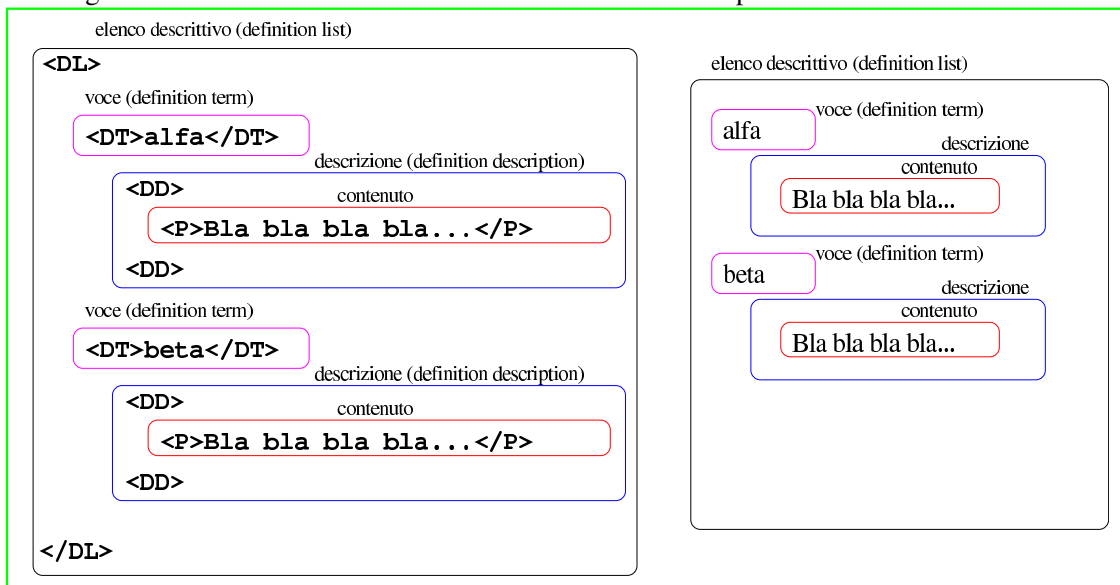 elenco descrittivo (definition list)
<DL>
voce (definition term)
<DT>alfa</DT>
descrizione (definition description)
<DD>
contenuto
<P>Bla bla bla bla...</P>
<DD>
voce (definition term)
<DT>beta</DT>
descrizione (definition description)
<DD>
contenuto
<P>Bla bla bla bla...</P>
<DD>
</DL>
elenco descrittivo (definition list)
voce (definition term)
alfa
descrizione
contenuto
Bla bla bla bla...
voce (definition term)
beta
descrizione
contenuto
Bla bla bla bla...